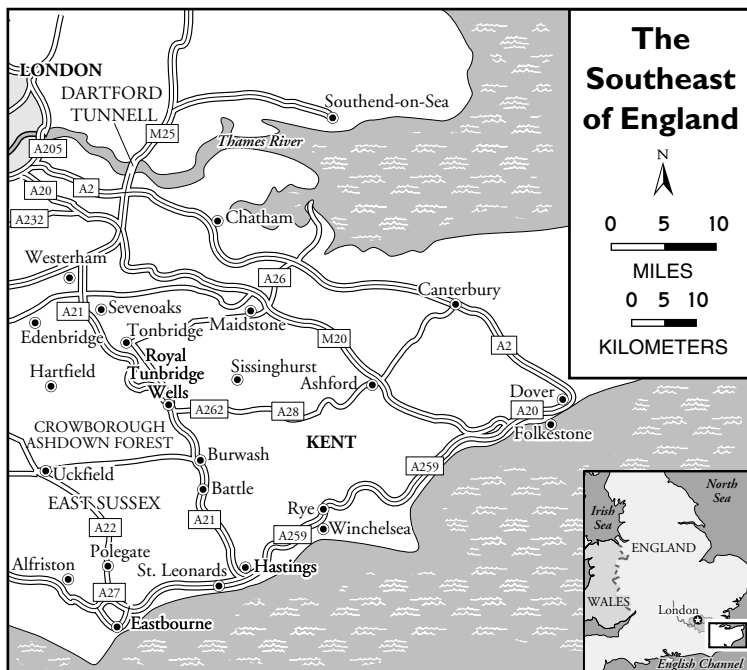 The
Southeast
of England
N
0 5 10
MILES
0 5 10
KILOMETERS
LONDON
DARTFORD
TUNNELL
Southend-on-Sea
M25
Thames River
A205
A20
A2
A232
Chatham
Westerham
A26
Canterbury
A21
Sevenoaks
Maidstone
Edenbridge
Tonbridge
M20
A2
Royal
Tunbridge
Wells
Sissinghurst
Hartfield
Ashford
Dover
A262
A28
A20
Folkestone
CROWBOROUGH
ASHDOWN FOREST
KENT
Burwash
A259
Uckfield
Battle
EAST SUSSEX
A21
Rye
A22
A259
Winchelsea
Polegate
Alfriston
St. Leonards
Hastings
A27
Eastbourne
North
Sea
Irish
Sea
ENGLAND
WALES
London
English Channel